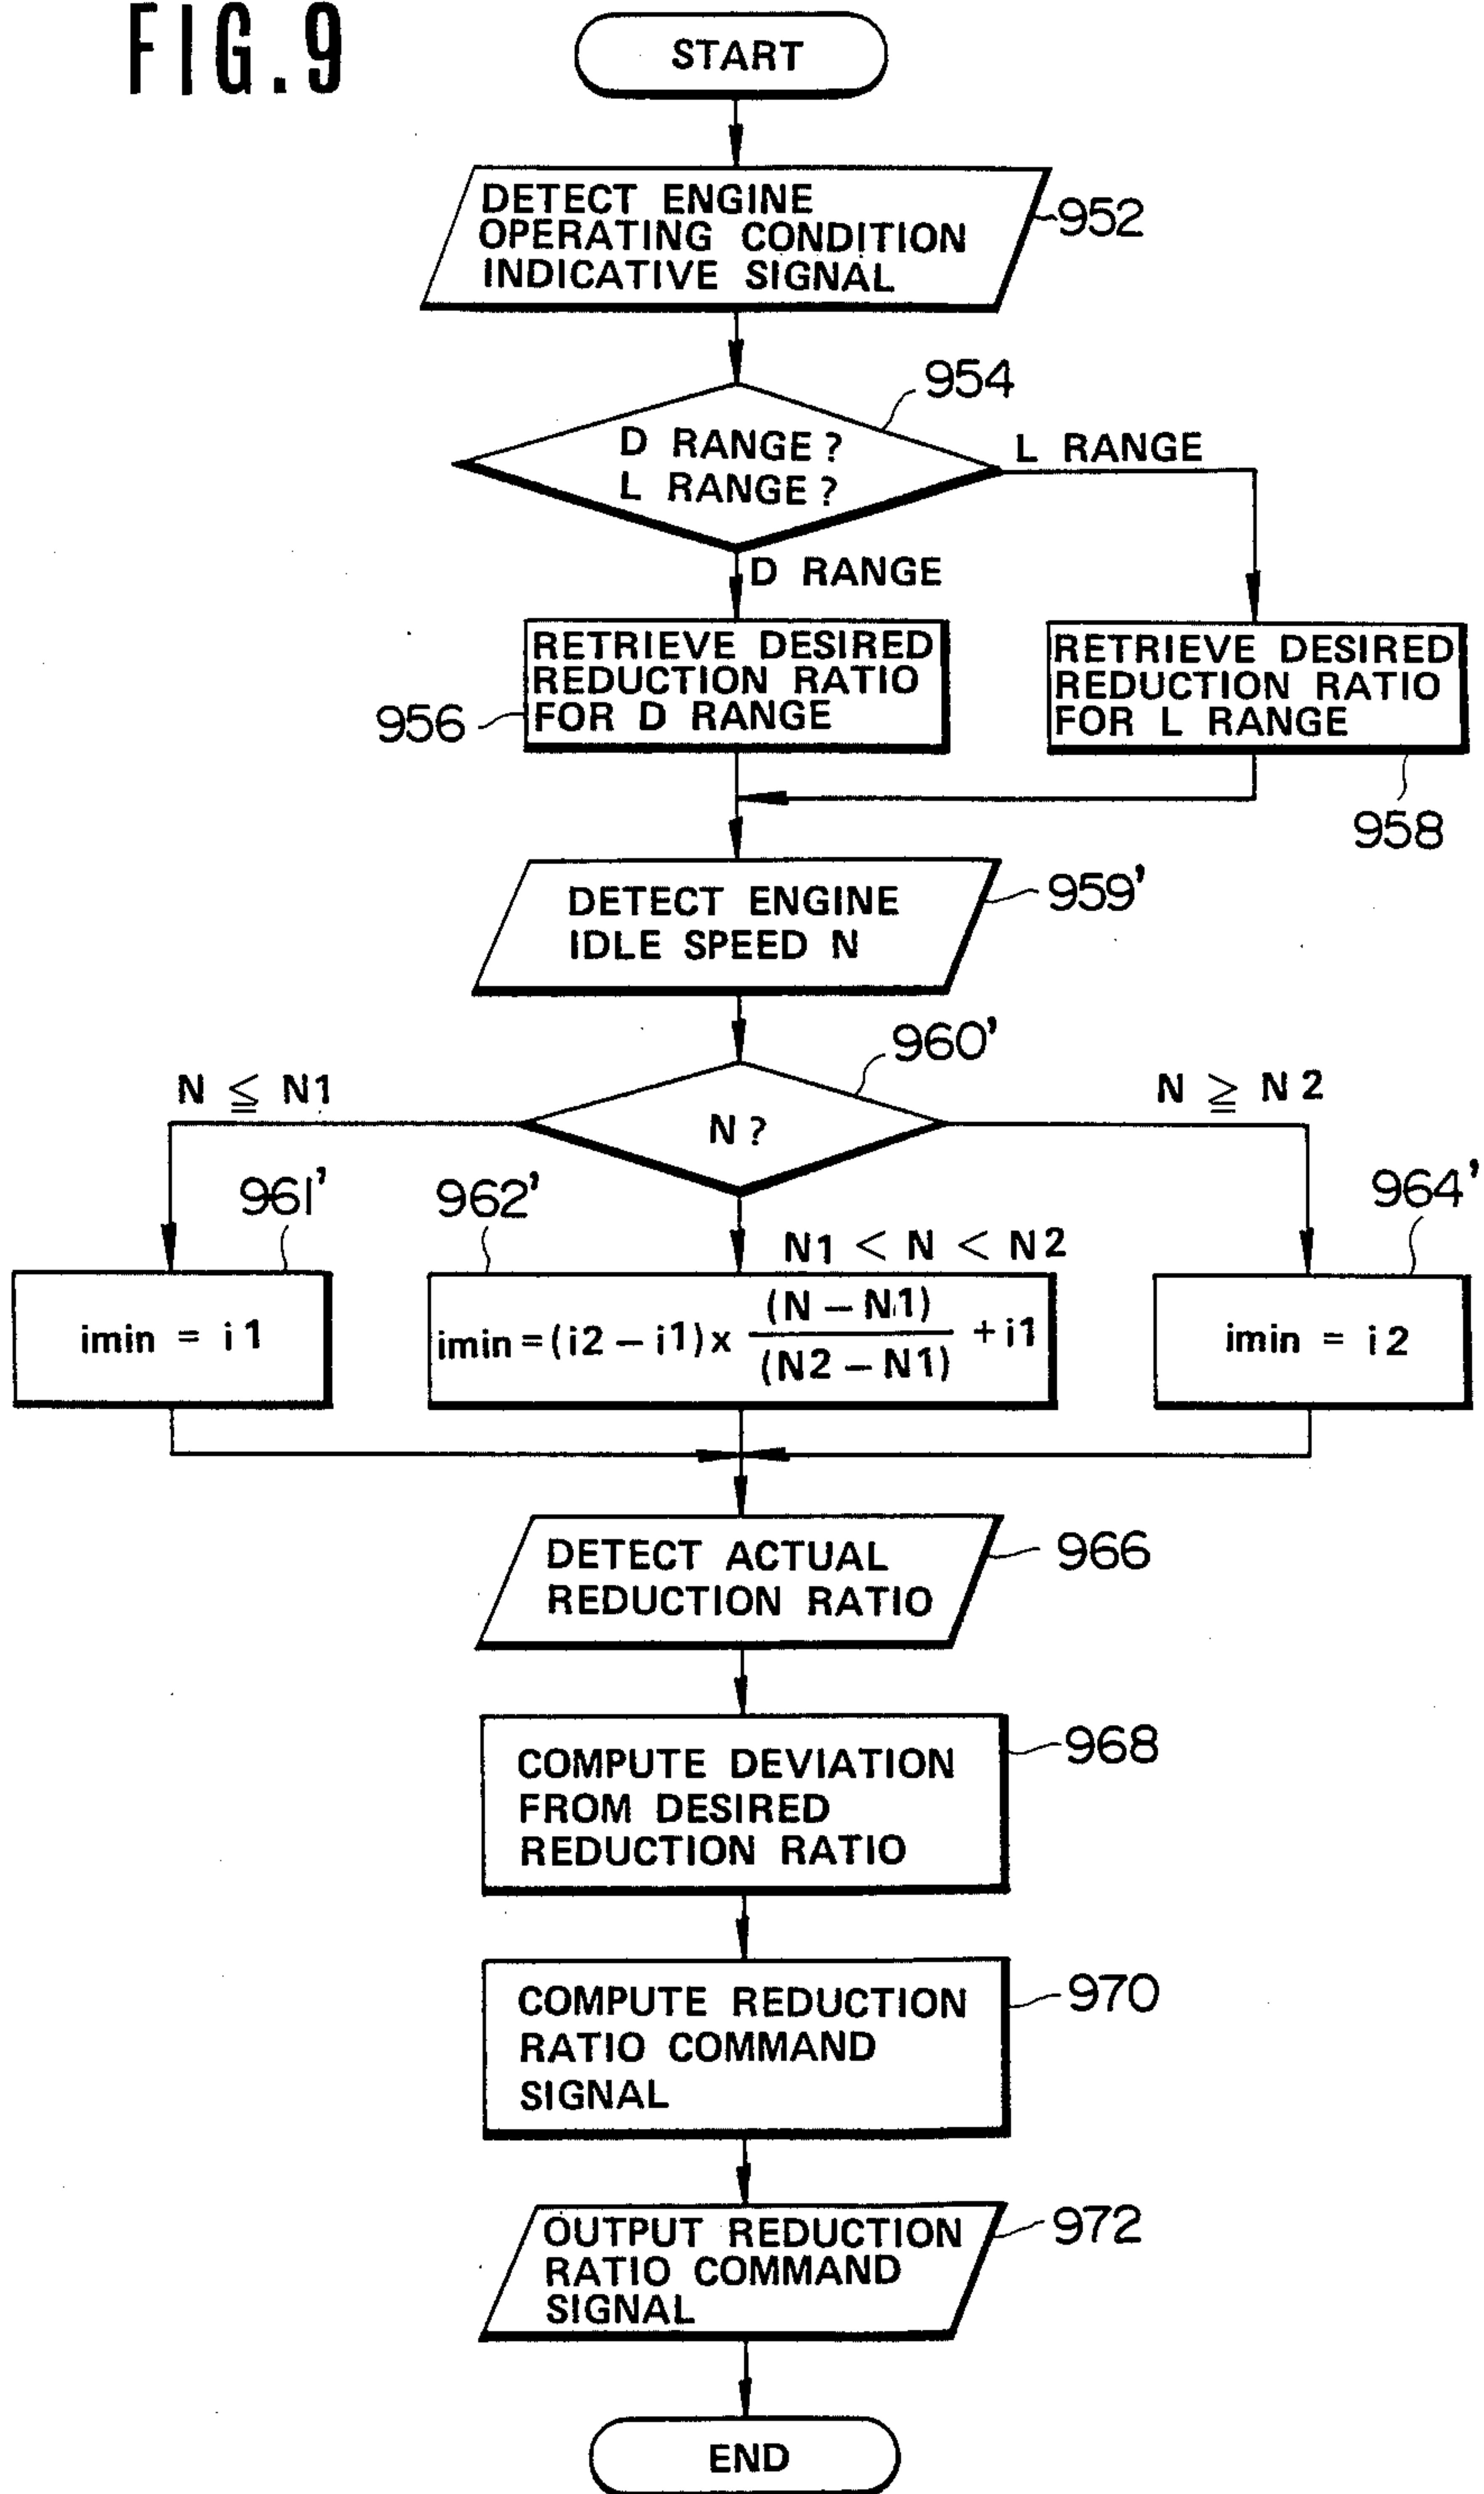 FIG.9
START
DETECT ENGINE
OPERATING CONDITION
INDICATIVE SIGNAL
952
954
D RANGE?
L RANGE?
L RANGE
D RANGE
RETRIEVE DESIRED
REDUCTION RATIO
FOR D RANGE
956
RETRIEVE DESIRED
REDUCTION RATIO
FOR L RANGE
958
DETECT ENGINE
IDLE SPEED N
959'
960'
N ≦ N1
N?
N ≧ N2
961'
962'
964'
N1 < N < N2
imin = i1
imin=(i2-i1)x (N-N1)/(N2-N1) +i1
imin = i2
DETECT ACTUAL
REDUCTION RATIO
966
COMPUTE DEVIATION
FROM DESIRED
REDUCTION RATIO
968
COMPUTE REDUCTION
RATIO COMMAND
SIGNAL
970
OUTPUT REDUCTION
RATIO COMMAND
SIGNAL
972
END